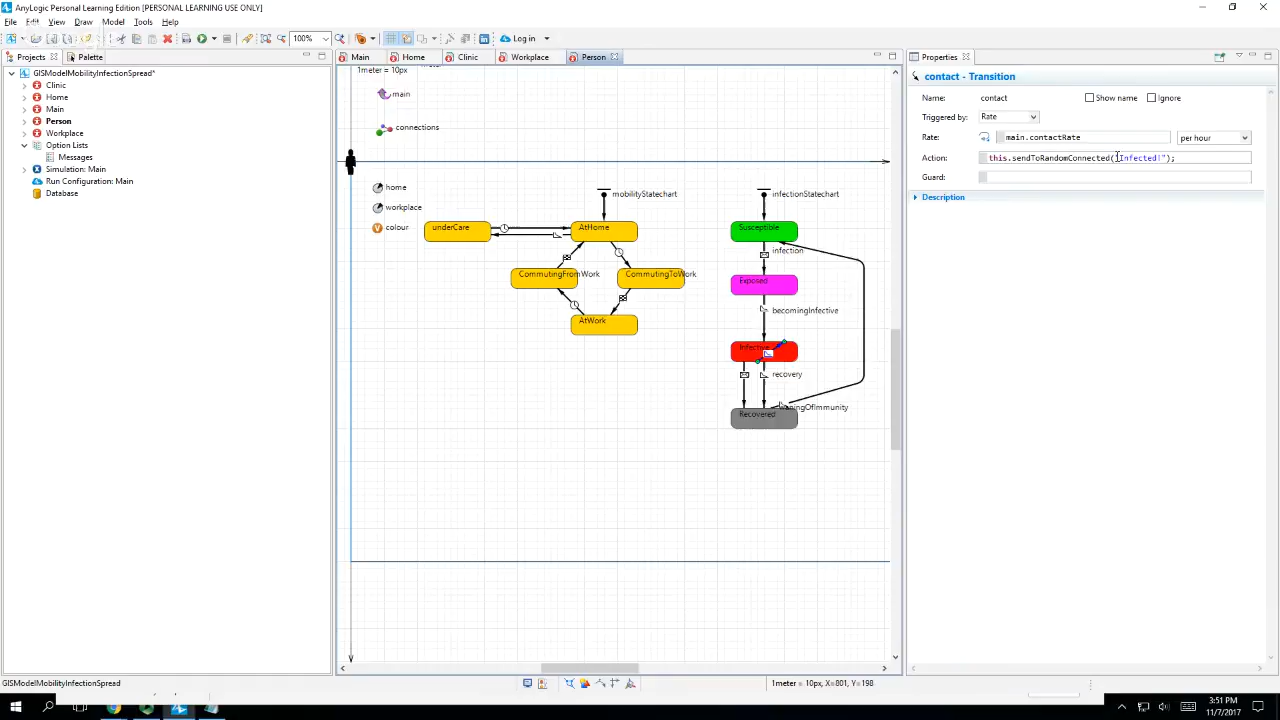 AnyLogic Personal Learning Edition [PERSONAL LEARNING USE ONLY]
File Edit View Draw Model Tools Help
100% Log in
Projects Palette
GISModelMobilityInfectionSpread*
Clinic
Home
Main
Person
Workplace
Option Lists
Messages
Simulation: Main
Run Configuration: Main
Database
Main Home Clinic Workplace Person
1meter = 10px
main
connections
home
workplace
colour
mobilityStatechart
underCare
AtHome
CommutingFromWork
CommutingToWork
AtWork
infectionStatechart
Susceptible
infection
Exposed
becomingInfective
Infective
recovery
Recovered
Properties
contact - Transition
Name: contact Show name Ignore
Triggered by: Rate
Rate: main.contactRate per hour
Action: this.sendToRandomConnected("Infected!");
Guard:
Description
GISModelMobilityInfectionSpread
1meter = 10px, X=801, Y=198
3:51 PM
11/7/2017